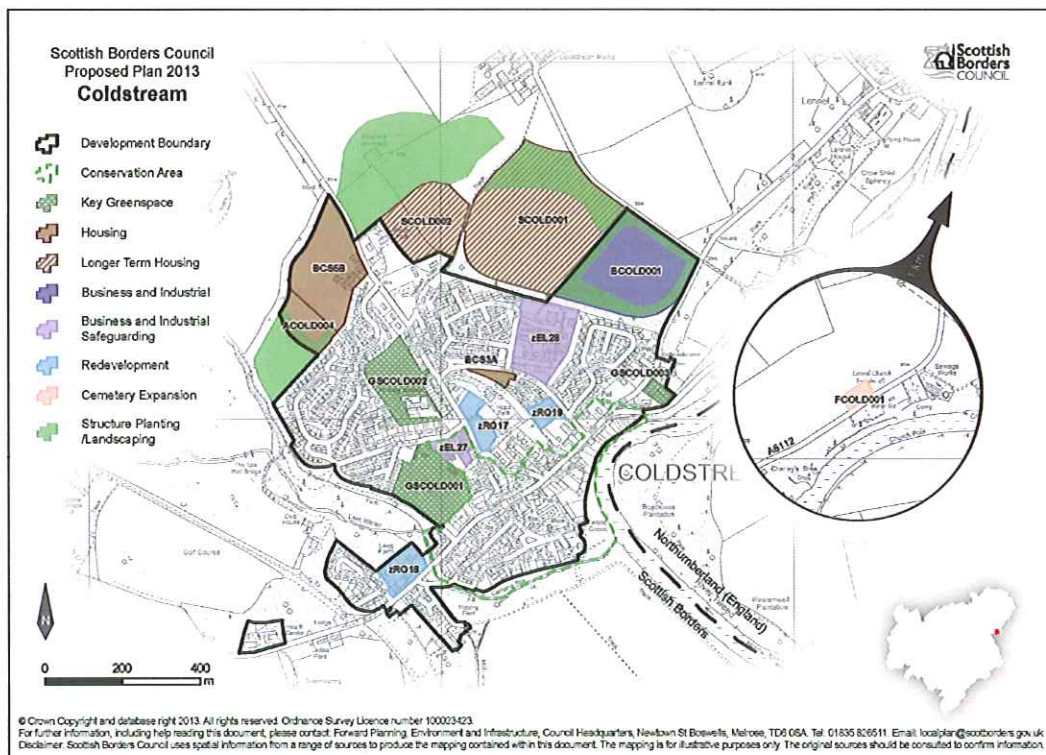 Scottish Borders Council
Proposed Plan 2013
Coldstream
Scottish
Borders
COUNCIL
Development Boundary
Conservation Area
Key Greenspace
Housing
Longer Term Housing
Business and Industrial
Business and Industrial
Safeguarding
Redevelopment
Cemetery Expansion
Structure Planting
/Landscaping
Lennel
SCOLD002
SCOLD001
BCOLD001
BCS5B
ACOLD004
zEL28
BCS3A
GSCOLD002
GSCOLD003
zRO17
zRO19
zEL27
GSCOLD001
zRO18
COLDSTRE
Golf Course
Northumberland (England)
Scottish Borders
1 km
FCOLD001
A6112
N
0 200 400
m
© Crown Copyright and database right 2013. All rights reserved. Ordnance Survey Licence number 100023423.
For further information, including help reading this document, please contact: Forward Planning, Environment and Infrastructure, Council Headquarters, Newtown St Boswells, Melrose, TD6 0SA. Tel: 01835 826511. Email: localplan@scotborders.gov.uk
Disclaimer: Scottish Borders Council uses spatial information from a range of sources to produce the mapping contained within this document. The mapping is for illustrative purposes only. The original sources should be consulted to confirm information.